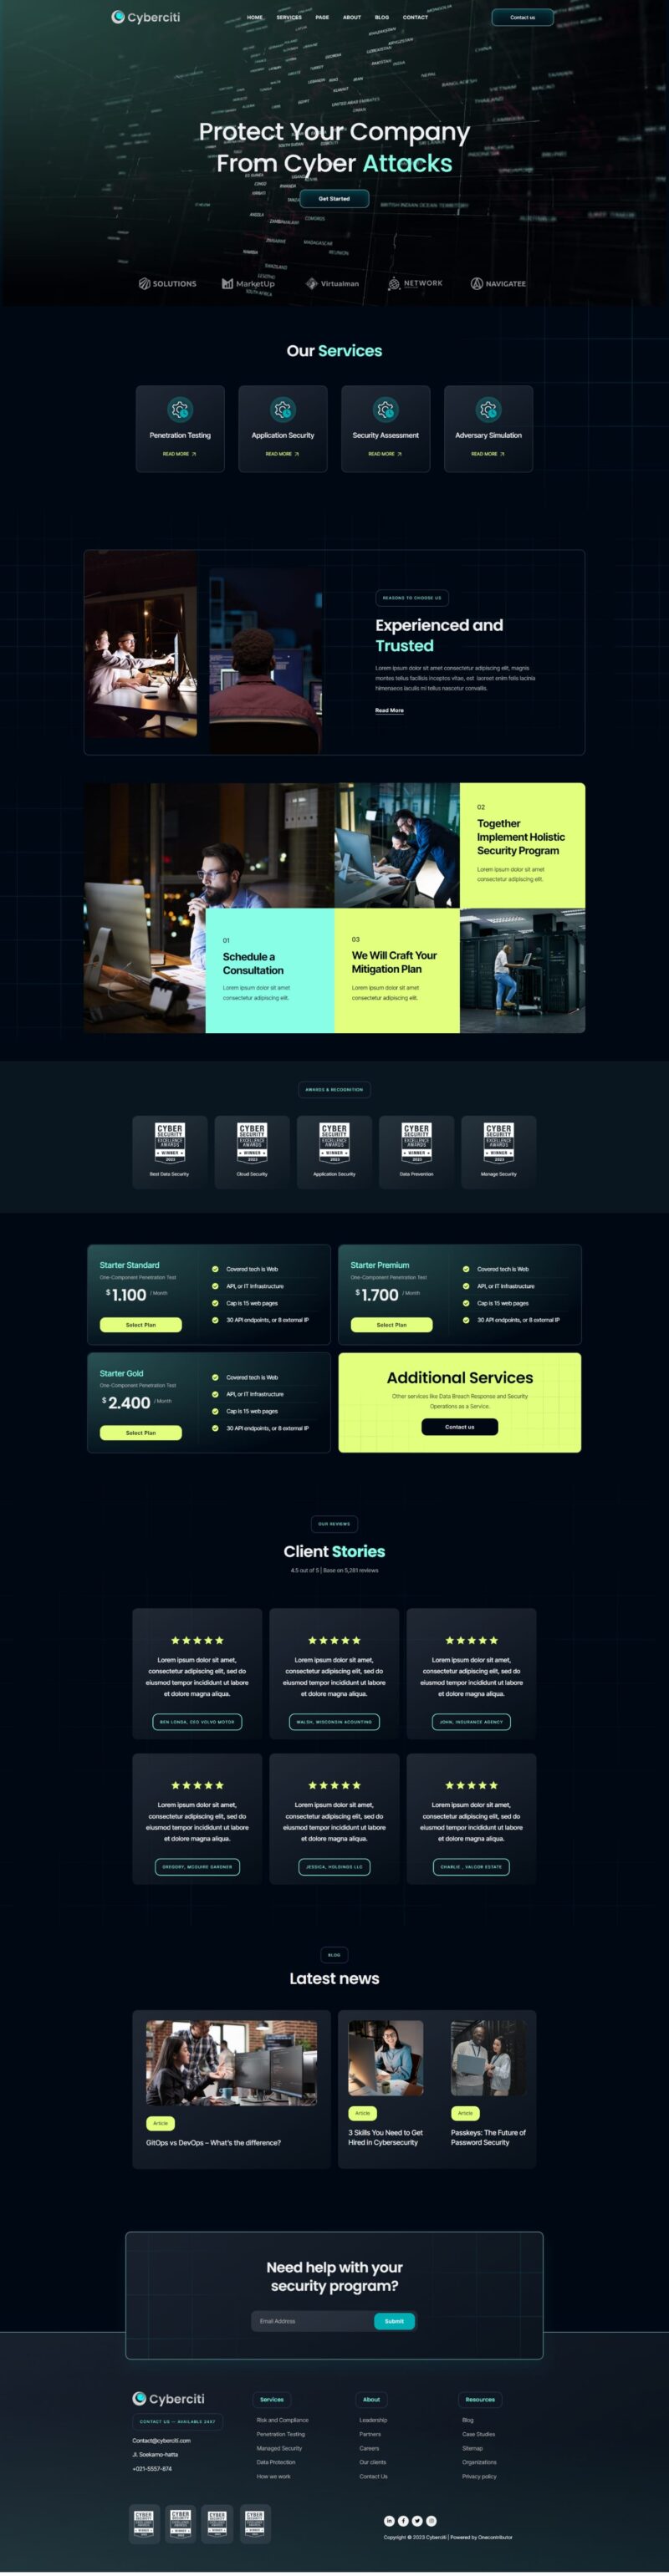 Cyberciti
HOME SERVICES PAGE ABOUT BLOG CONTACT
Contact us
Protect Your Company
From Cyber Attacks
Get Started
SOLUTIONS
MarketUp
Virtualman
NETWORK
NAVIGATEE
Our Services
Penetration Testing
READ MORE
Application Security
READ MORE
Security Assessment
READ MORE
Adversary Simulation
READ MORE
REASONS TO CHOOSE US
Experienced and
Trusted
Lorem ipsum dolor sit amet consectetur adipiscing elit, magnis
montes tellus facilisis inceptos vitae, est laoreet enim felis lacinia
himenaeos iaculis mi tellus nascetur convallis.
Read More
01
Schedule a
Consultation
Lorem ipsum dolor sit amet
consectetur adipiscing elit.
02
Together
Implement Holistic
Security Program
Lorem ipsum dolor sit amet
consectetur adipiscing elit.
03
We Will Craft Your
Mitigation Plan
Lorem ipsum dolor sit amet
consectetur adipiscing elit.
AWARDS & RECOGNITION
CYBER
SECURITY
EXCELLENCE
AWARDS
WINNER
2023
Best Data Security
CYBER
SECURITY
EXCELLENCE
AWARDS
WINNER
2023
Cloud Security
CYBER
SECURITY
EXCELLENCE
AWARDS
WINNER
2023
Application Security
CYBER
SECURITY
EXCELLENCE
AWARDS
WINNER
2023
Data Prevention
CYBER
SECURITY
EXCELLENCE
AWARDS
WINNER
2023
Manage Security
Starter Standard
One-Component Penetration Test
$ 1.100 / Month
Select Plan
Covered tech is Web
API, or IT Infrastructure
Cap is 15 web pages
30 API endpoints, or 8 external IP
Starter Premium
One-Component Penetration Test
$ 1.700 / Month
Select Plan
Covered tech is Web
API, or IT Infrastructure
Cap is 15 web pages
30 API endpoints, or 8 external IP
Starter Gold
One-Component Penetration Test
$ 2.400 / Month
Select Plan
Covered tech is Web
API, or IT Infrastructure
Cap is 15 web pages
30 API endpoints, or 8 external IP
Additional Services
Other services like Data Breach Response and Security
Operations as a Service.
Contact us
OUR REVIEWS
Client Stories
4.5 out of 5 | Base on 5,281 reviews
Lorem ipsum dolor sit amet,
consectetur adipiscing elit, sed do
eiusmod tempor incididunt ut labore
et dolore magna aliqua.
BEN LONDA, CEO VOLVO MOTOR
Lorem ipsum dolor sit amet,
consectetur adipiscing elit, sed do
eiusmod tempor incididunt ut labore
et dolore magna aliqua.
WALSH, WISCONSIN ACOUNTING
Lorem ipsum dolor sit amet,
consectetur adipiscing elit, sed do
eiusmod tempor incididunt ut labore
et dolore magna aliqua.
JOHN, INSURANCE AGENCY
Lorem ipsum dolor sit amet,
consectetur adipiscing elit, sed do
eiusmod tempor incididunt ut labore
et dolore magna aliqua.
GREGORY, MCGUIRE GARDNER
Lorem ipsum dolor sit amet,
consectetur adipiscing elit, sed do
eiusmod tempor incididunt ut labore
et dolore magna aliqua.
JESSICA, HOLDINGS LLC
Lorem ipsum dolor sit amet,
consectetur adipiscing elit, sed do
eiusmod tempor incididunt ut labore
et dolore magna aliqua.
CHARLIE , VALCOR ESTATE
BLOG
Latest news
Article
GitOps vs DevOps – What's the difference?
Article
3 Skills You Need to Get
Hired in Cybersecurity
Article
Passkeys: The Future of
Password Security
Need help with your
security program?
Email Address
Submit
Cyberciti
CONTACT US — AVAILABLE 24X7
Contact@cyberciti.com
Jl. Soekarno-hatta
+021-5557-874
Services
Risk and Compliance
Penetration Testing
Managed Security
Data Protection
How we work
About
Leadership
Partners
Careers
Our clients
Contact Us
Resources
Blog
Case Studies
Sitemap
Organizations
Privacy policy
Copyright © 2023 Cyberciti | Powered by Onecontributor